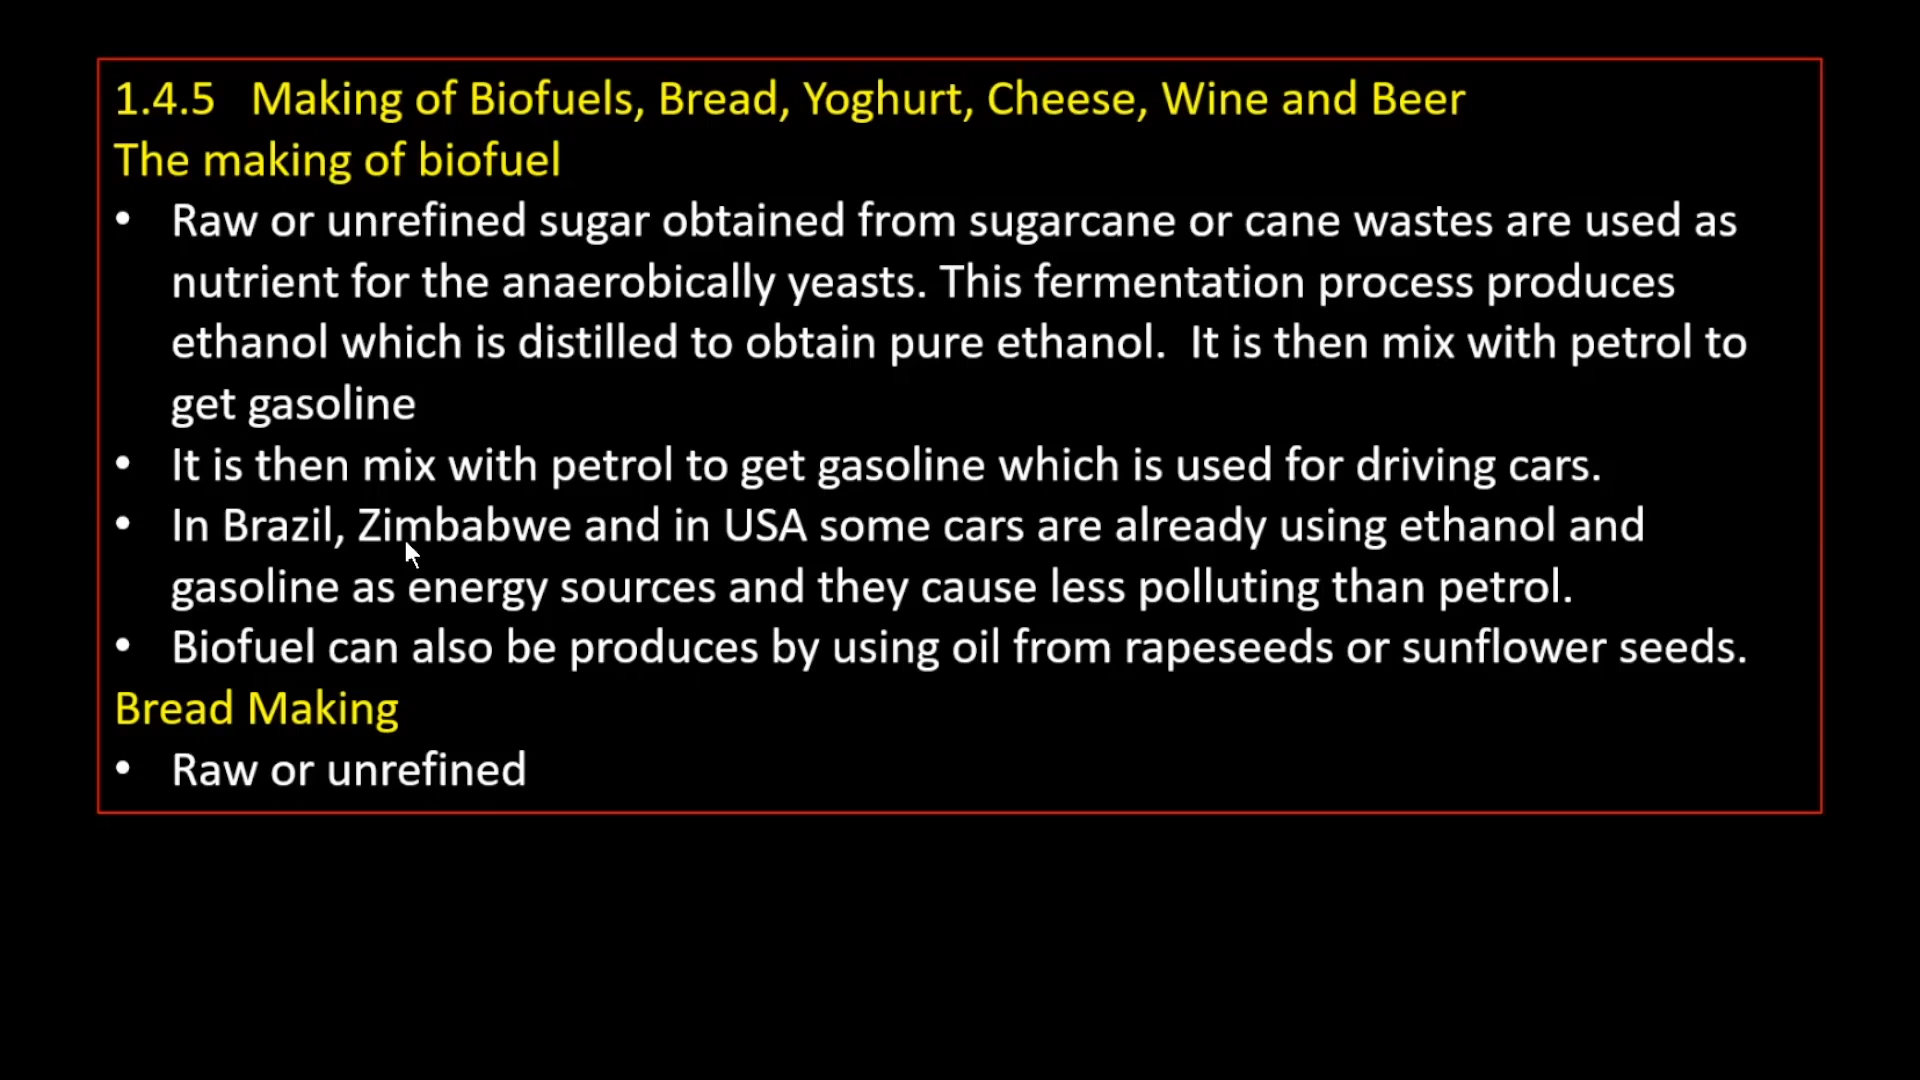 1.4.5 Making of Biofuels, Bread, Yoghurt, Cheese, Wine and Beer
The making of biofuel
• Raw or unrefined sugar obtained from sugarcane or cane wastes are used as
nutrient for the anaerobically yeasts. This fermentation process produces
ethanol which is distilled to obtain pure ethanol. It is then mix with petrol to
get gasoline
• It is then mix with petrol to get gasoline which is used for driving cars.
• In Brazil, Zimbabwe and in USA some cars are already using ethanol and
gasoline as energy sources and they cause less polluting than petrol.
• Biofuel can also be produces by using oil from rapeseeds or sunflower seeds.
Bread Making
• Raw or unrefined